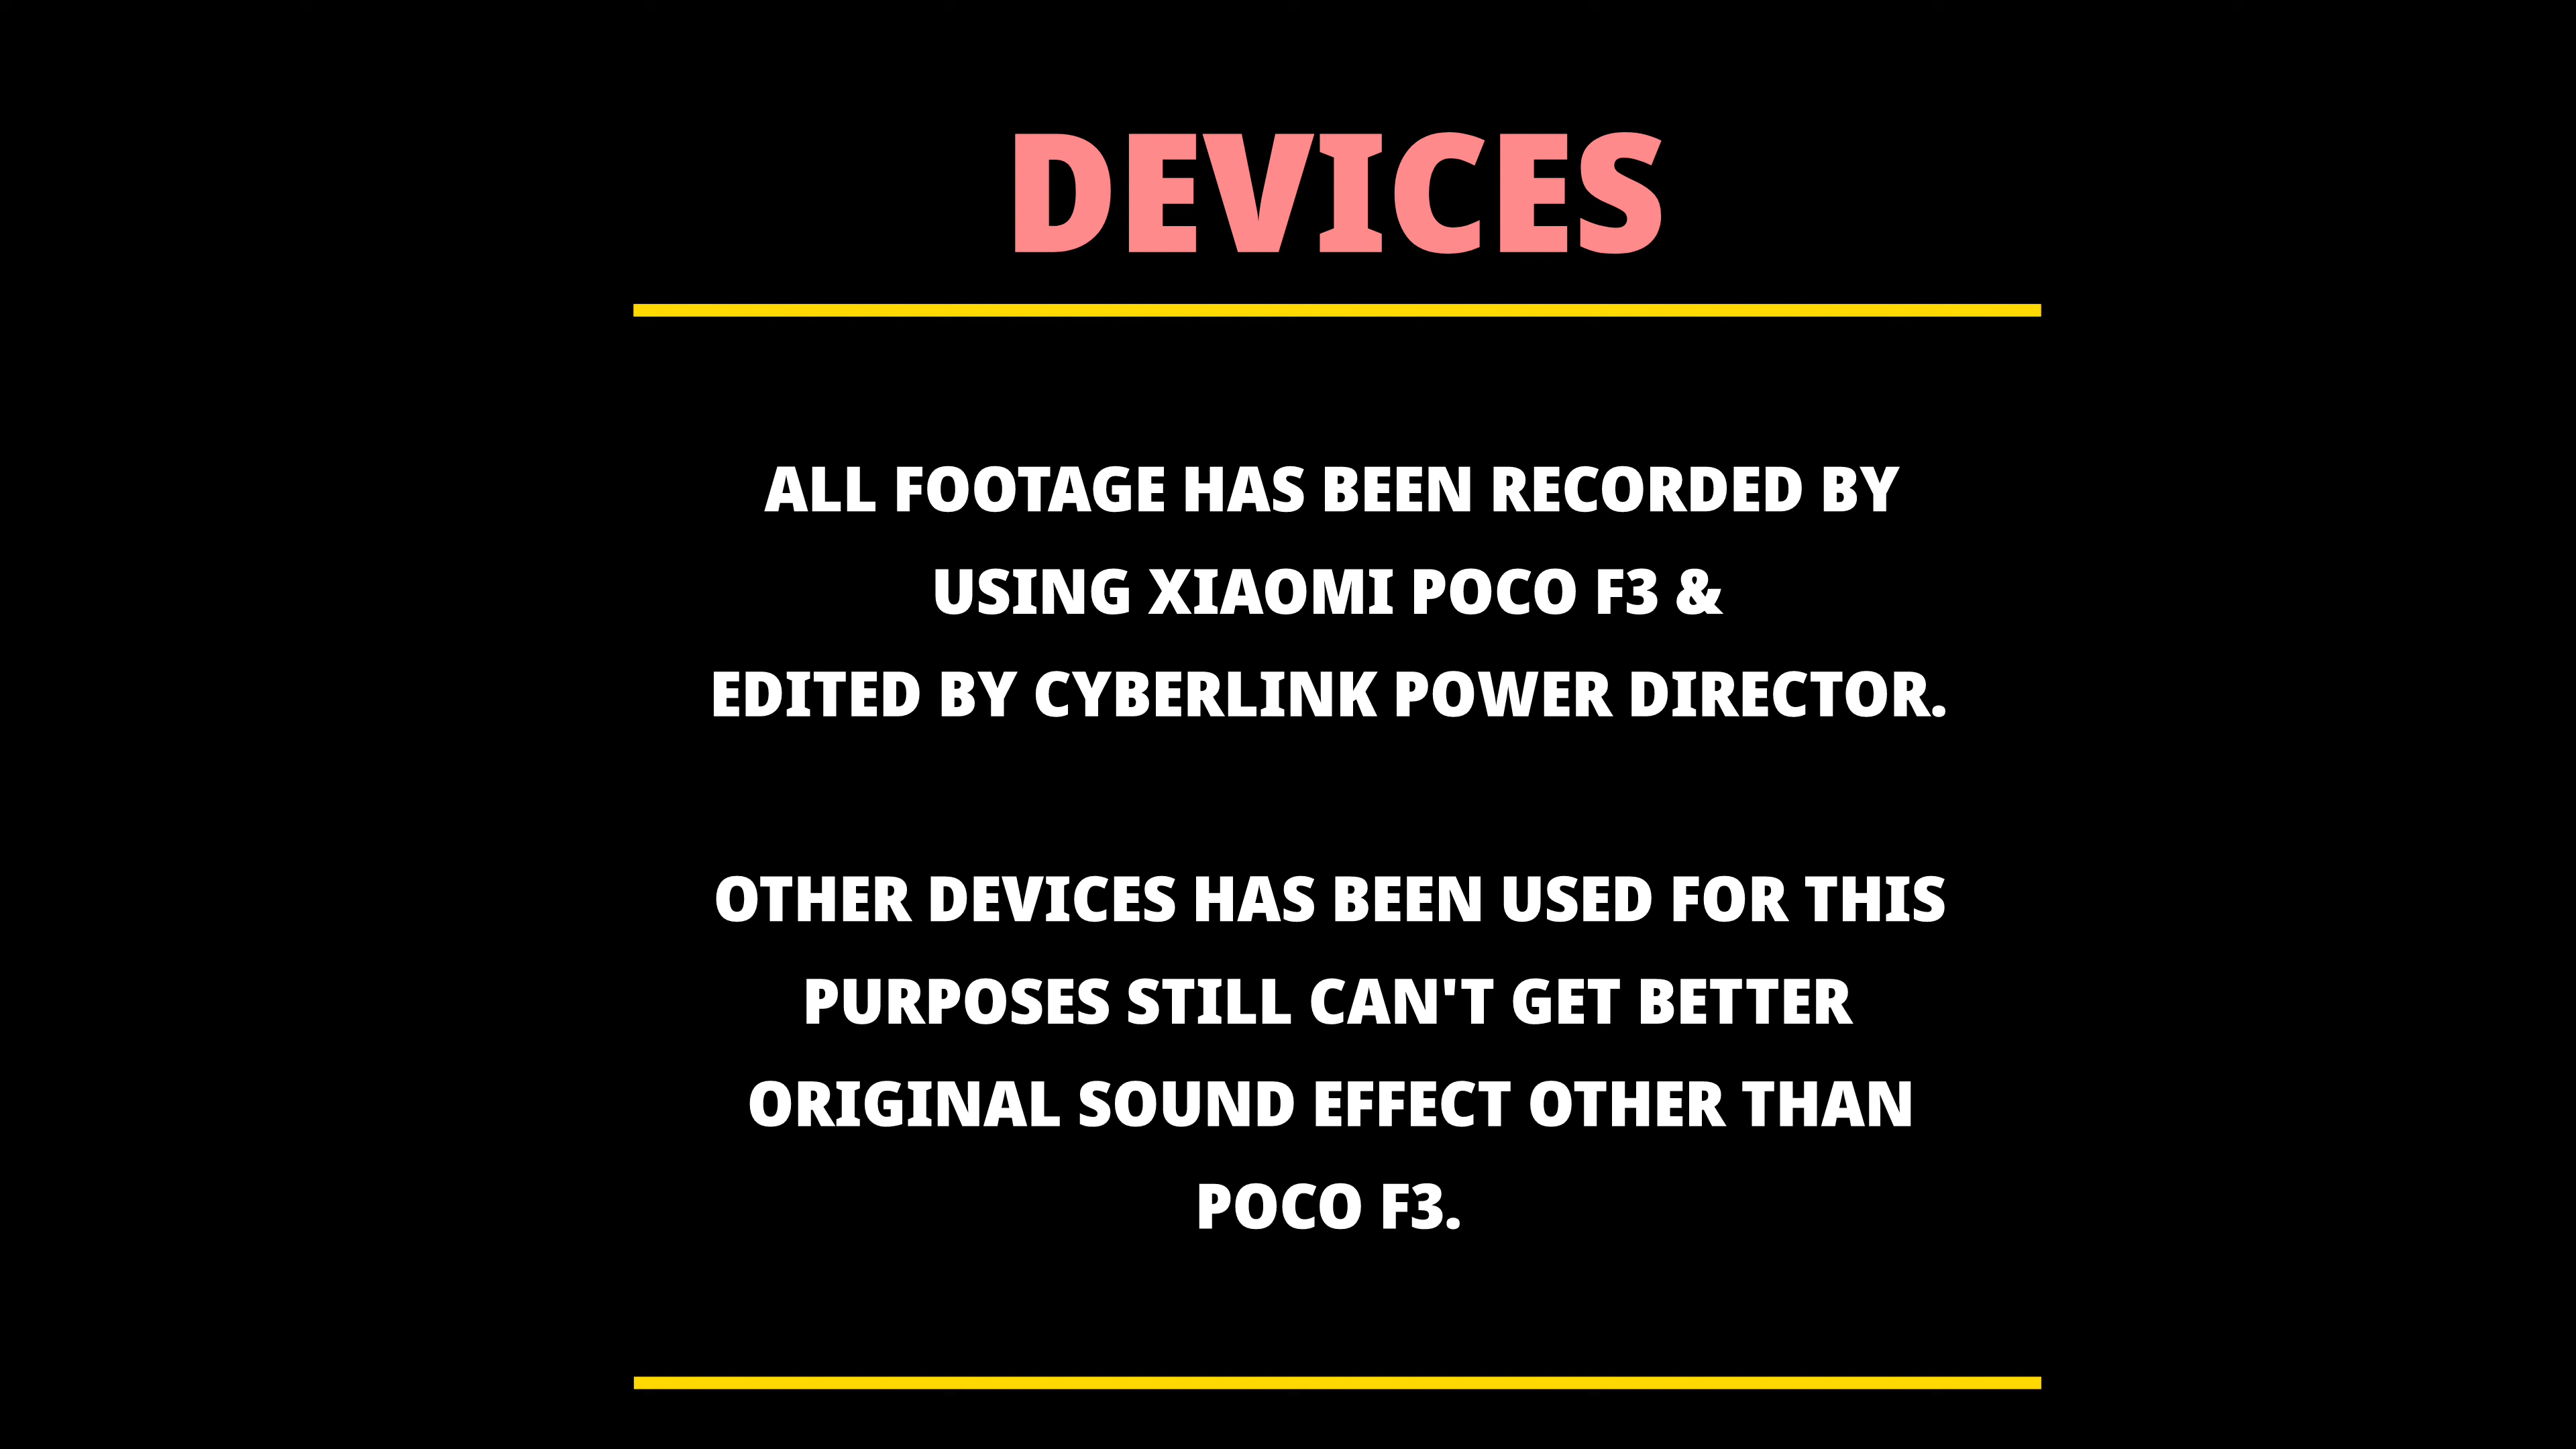 DEVICES
ALL FOOTAGE HAS BEEN RECORDED BY
USING XIAOMI POCO F3 &
EDITED BY CYBERLINK POWER DIRECTOR.
OTHER DEVICES HAS BEEN USED FOR THIS
PURPOSES STILL CAN'T GET BETTER
ORIGINAL SOUND EFFECT OTHER THAN
POCO F3.